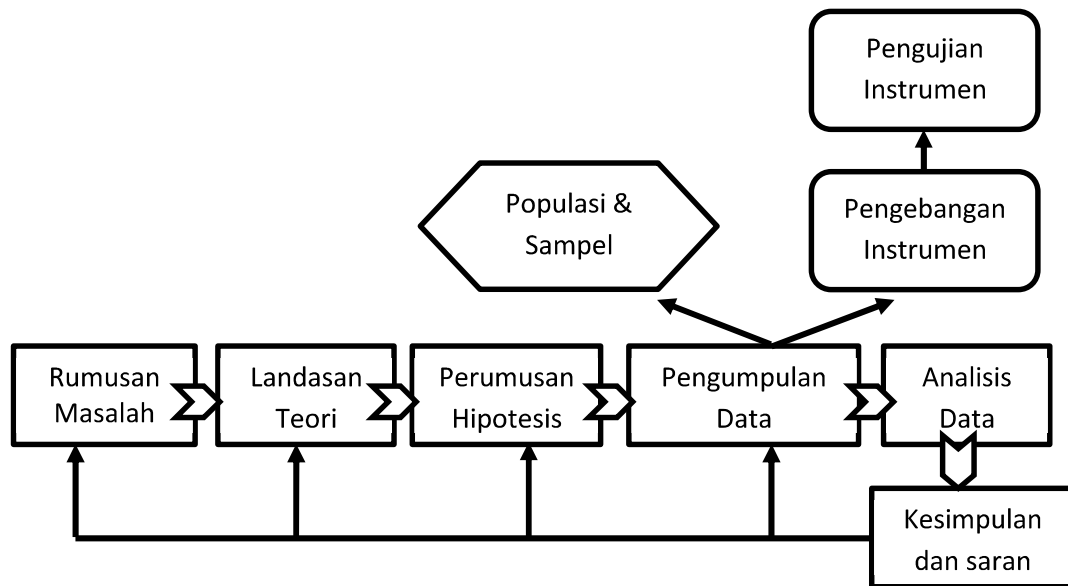 Pengujian
Instrumen
Populasi &
Sampel
Pengebangan
Instrumen
Rumusan
Masalah
Landasan
Teori
Perumusan
Hipotesis
Pengumpulan
Data
Analisis
Data
Kesimpulan
dan saran